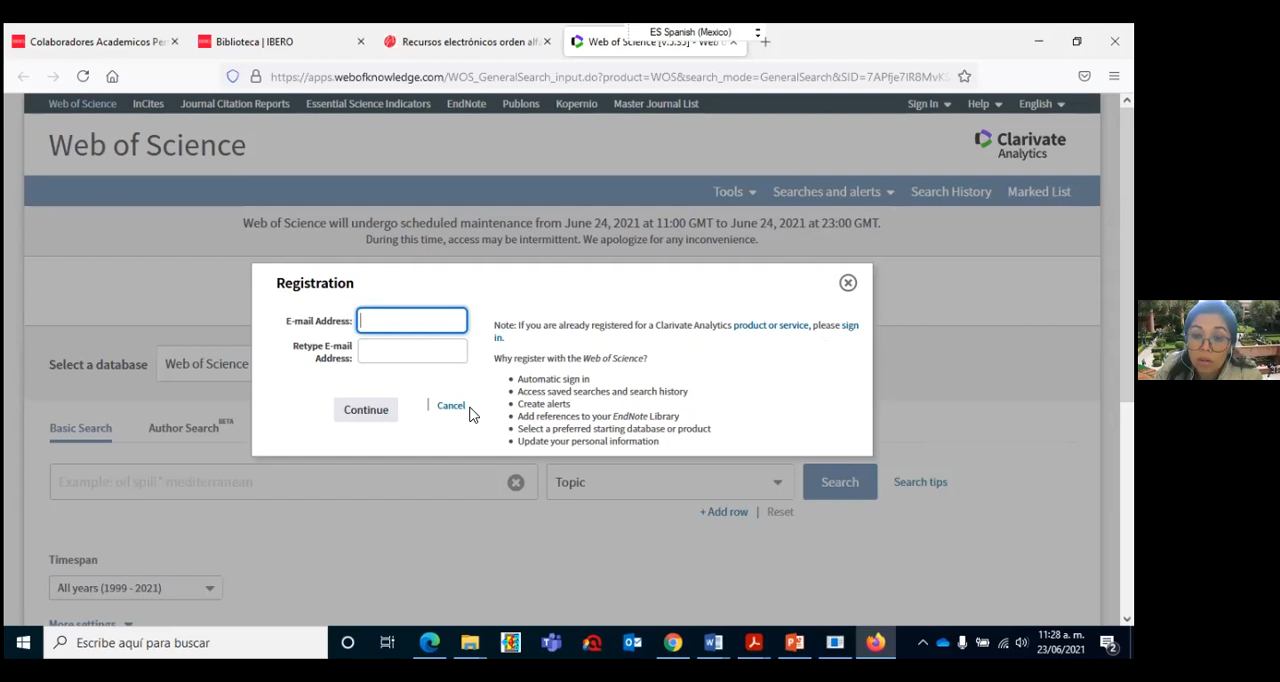 ES Spanish (Mexico)
Colaboradores Academicos Per
Biblioteca | IBERO
Recursos electrónicos orden alfa
Web of Science [v.5.35] - Web o
https://apps.webofknowledge.com/WOS_GeneralSearch_input.do?product=WOS&search_mode=GeneralSearch&SID=7APfje7IR8MvKS
Web of Science InCites Journal Citation Reports Essential Science Indicators EndNote Publons Kopernio Master Journal List Sign In Help English
Web of Science
Clarivate
Analytics
Tools Searches and alerts Search History Marked List
Web of Science will undergo scheduled maintenance from June 24, 2021 at 11:00 GMT to June 24, 2021 at 23:00 GMT.
During this time, access may be intermittent. We apologize for any inconvenience.
Registration
E-mail Address:
Retype E-mail
Address:
Continue | Cancel
Note: If you are already registered for a Clarivate Analytics product or service, please sign
in.
Why register with the Web of Science?
• Automatic sign in
• Access saved searches and search history
• Create alerts
• Add references to your EndNote Library
• Select a preferred starting database or product
• Update your personal information
Select a database Web of Science
Basic Search Author Search BETA
Example: oil spill* mediterranean
Topic
Search
Search tips
+ Add row | Reset
Timespan
All years (1999 - 2021)
More settings
Escribe aquí para buscar
11:28 a. m.
23/06/2021
2